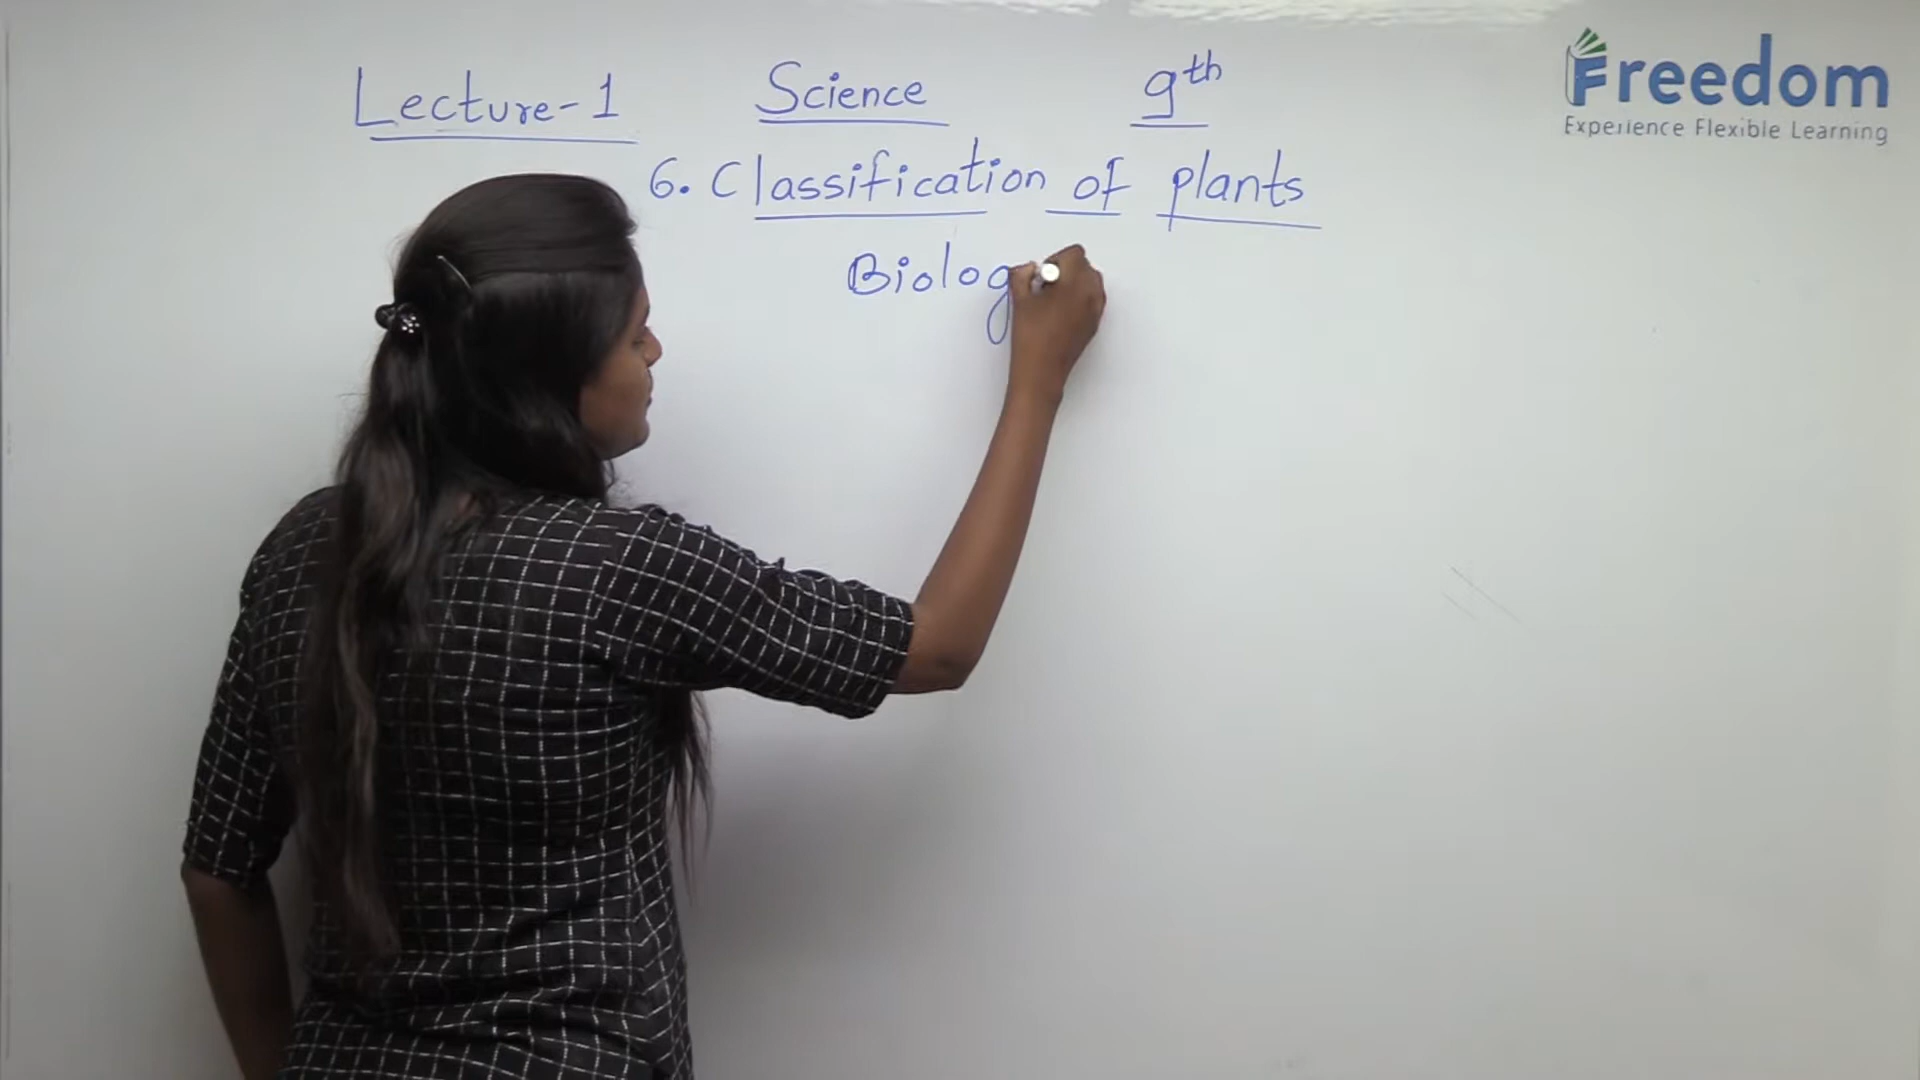 Lecture-1 Science 9th
6. Classification of plants
Biolog
Freedom
Experience Flexible Learning